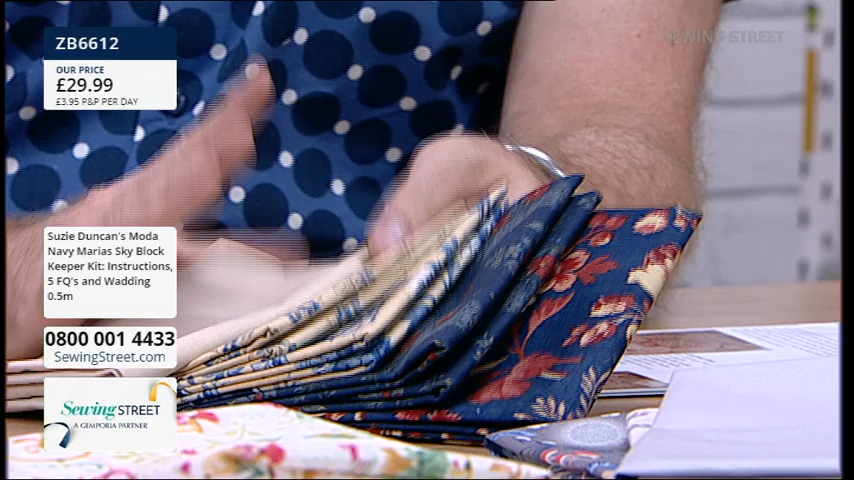 ZB6612
OUR PRICE
£29.99
£3.95 P&P PER DAY
SEWING STREET
Suzie Duncan's Moda
Navy Marias Sky Block
Keeper Kit: Instructions,
5 FQ's and Wadding
0.5m
0800 001 4433
SewingStreet.com
Sewing STREET
A GEMPORIA PARTNER